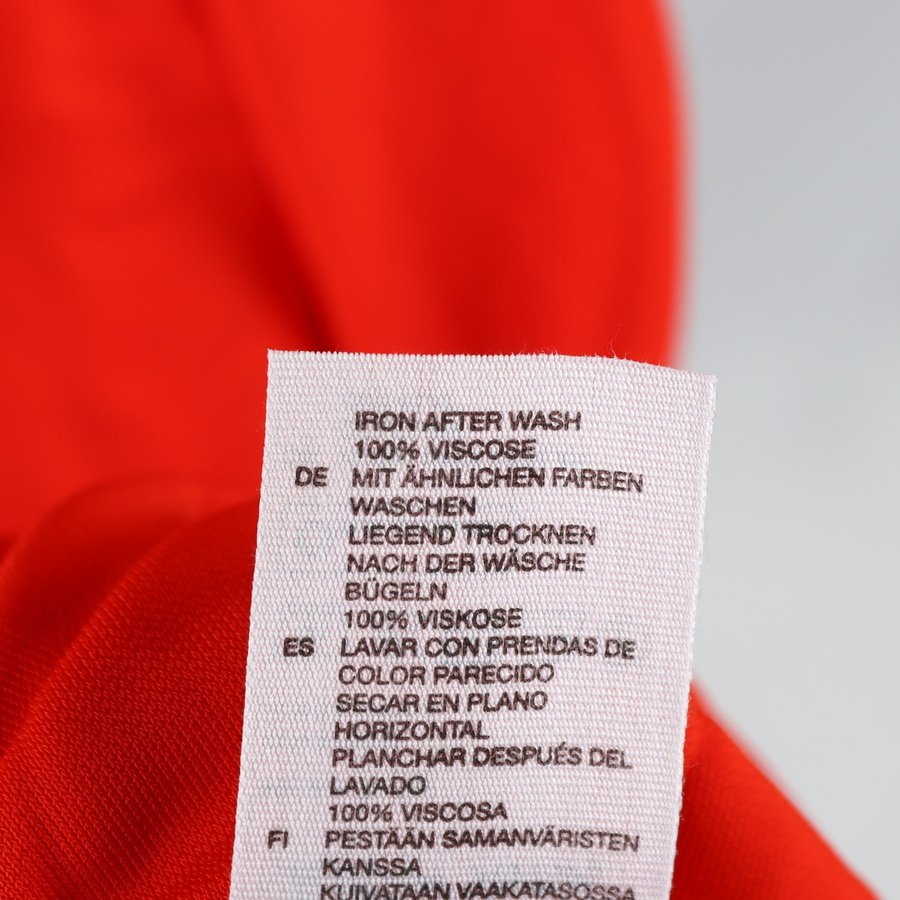 IRON AFTER WASH
100% VISCOSE
DE MIT ÄHNLICHEN FARBEN
WASCHEN
LIEGEND TROCKNEN
NACH DER WÄSCHE
BÜGELN
100% VISKOSE
ES LAVAR CON PRENDAS DE
COLOR PARECIDO
SECAR EN PLANO
HORIZONTAL
PLANCHAR DESPUÉS DEL
LAVADO
100% VISCOSA
FI PESTÄÄN SAMANVÄRISTEN
KANSSA
KUIVATAAN VAAKATASOSSA